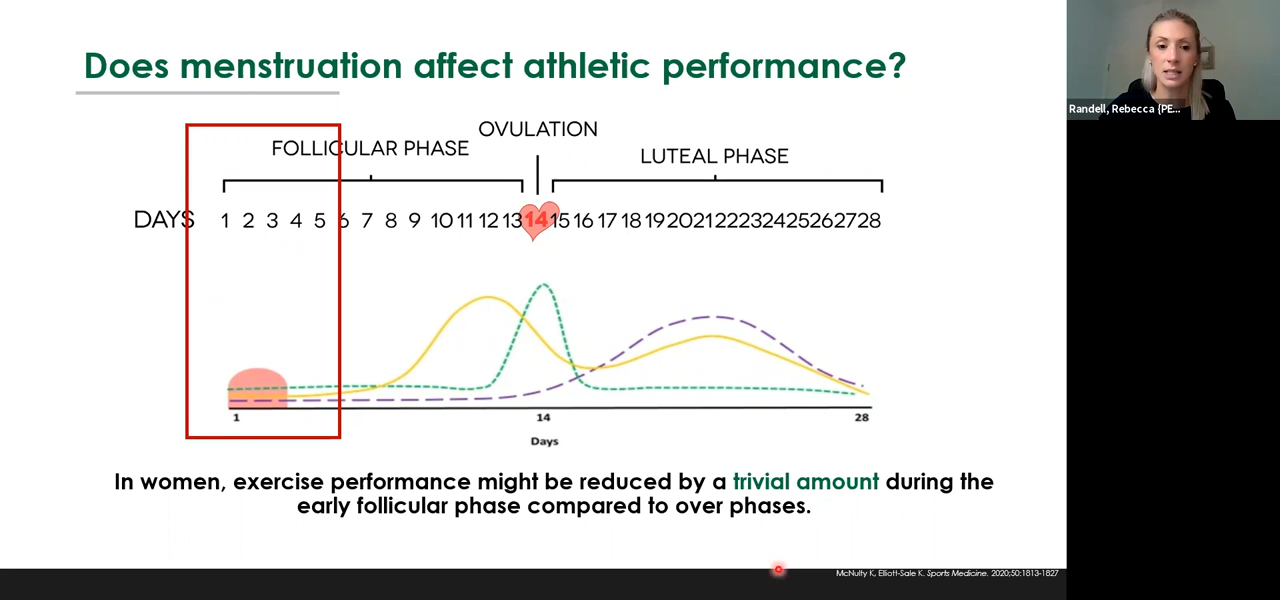 Does menstruation affect athletic performance?
Randell, Rebecca {PE...
OVULATION
FOLLICULAR PHASE
LUTEAL PHASE
DAYS 1 2 3 4 5 6 7 8 9 10 11 12 13 14 15 16 17 18 19 20 21 22 23 24 25 26 27 28
1 14 28
Days
In women, exercise performance might be reduced by a trivial amount during the
early follicular phase compared to over phases.
McNulty K, Elliott-Sale K. Sports Medicine. 2020;50:1813-1827